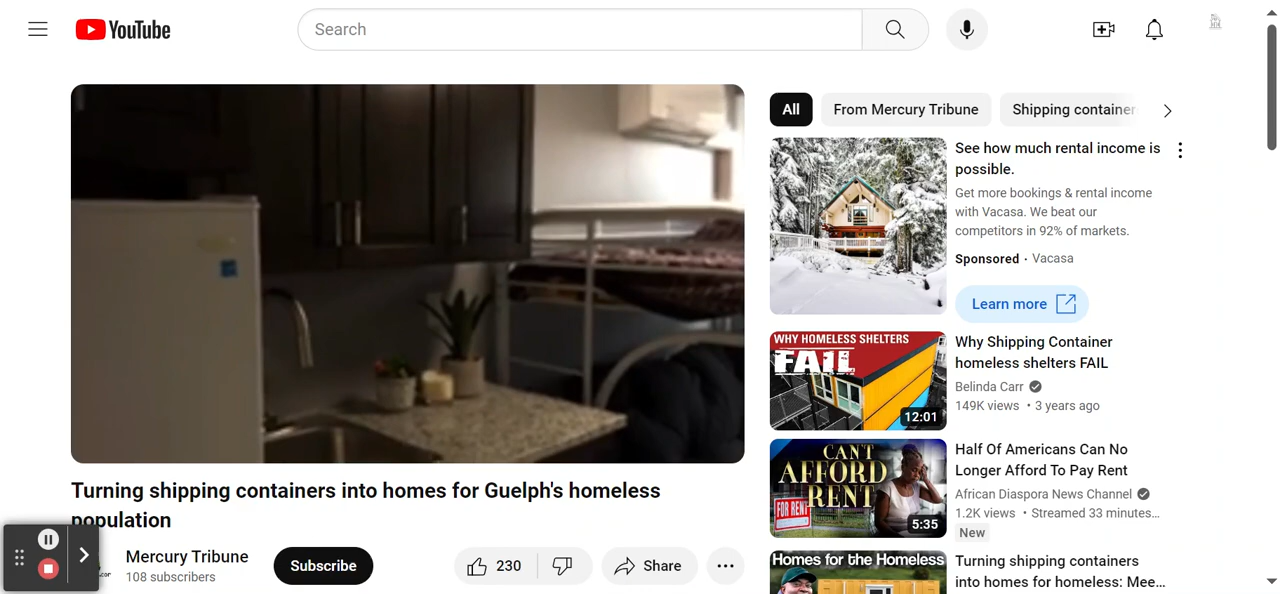 YouTube
Search
All
From Mercury Tribune
Shipping container
See how much rental income is
possible.
Get more bookings & rental income
with Vacasa. We beat our
competitors in 92% of markets.
Sponsored · Vacasa
Learn more
WHY HOMELESS SHELTERS
FAIL
12:01
Why Shipping Container
homeless shelters FAIL
Belinda Carr
149K views • 3 years ago
CAN'T
AFFORD
RENT
FOR RENT
5:35
Half Of Americans Can No
Longer Afford To Pay Rent
African Diaspora News Channel
1.2K views • Streamed 33 minutes...
New
Homes for the Homeless
Turning shipping containers
into homes for homeless: Mee...
Turning shipping containers into homes for Guelph's homeless
population
Mercury Tribune
108 subscribers
Subscribe
230
Share